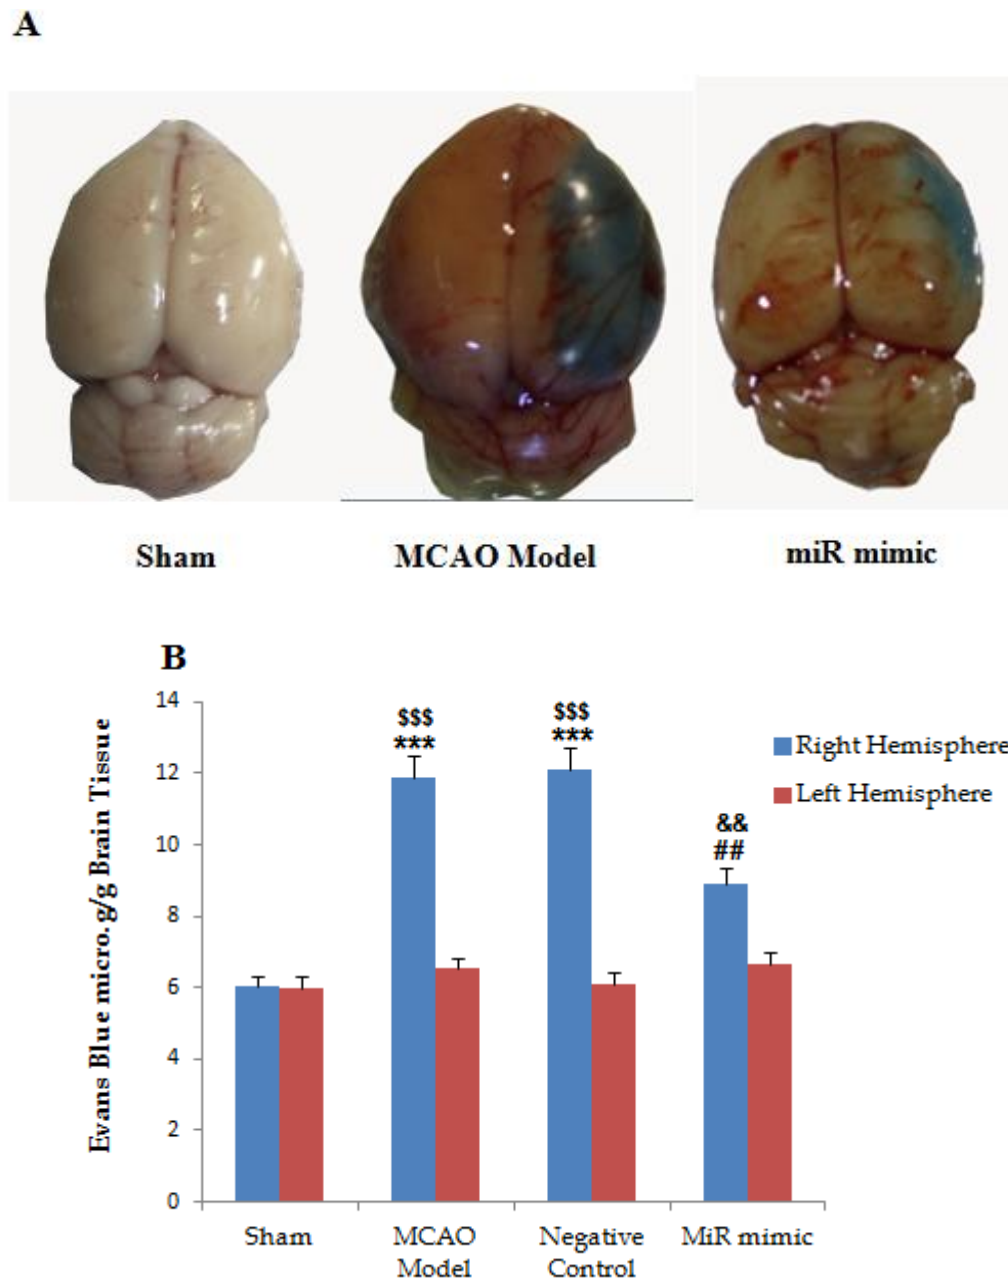 A
Sham
MCAO Model
miR mimic
B
Evans Blue micro.g/g Brain Tissue
14
12
10
8
6
4
2
0
$$$
***
$$$
***
&&
##
Right Hemisphere
Left Hemisphere
Sham
MCAO
Model
Negative
Control
MiR mimic